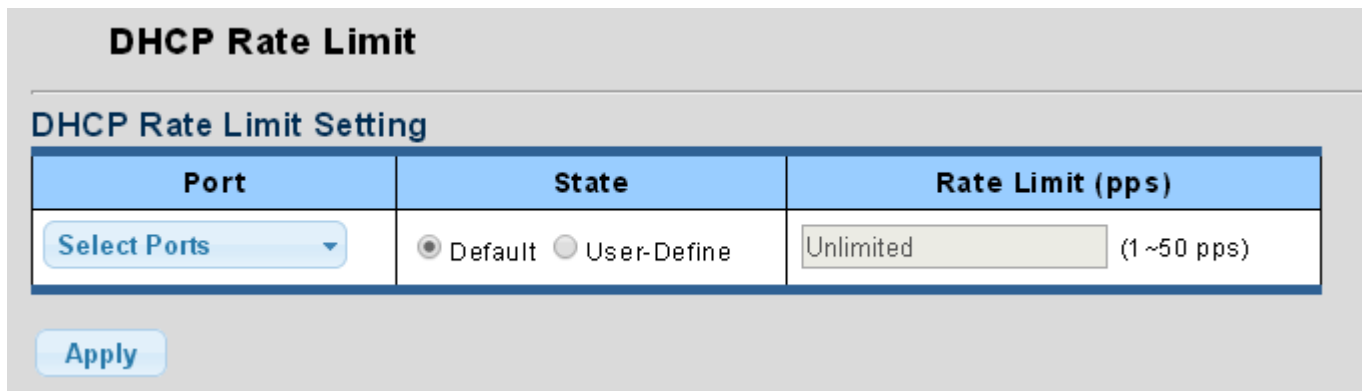 DHCP Rate Limit
DHCP Rate Limit Setting
Port State Rate Limit (pps)
Select Ports Default User-Define Unlimited (1~50 pps)
Apply